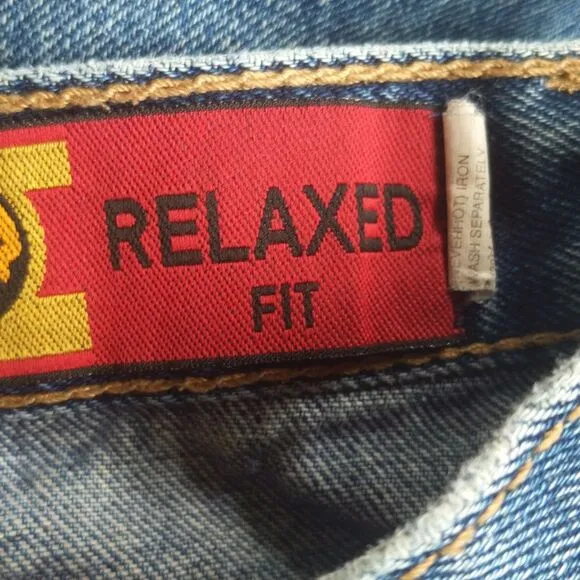 RELAXED
FIT
IRON
WASH SEPARATELY